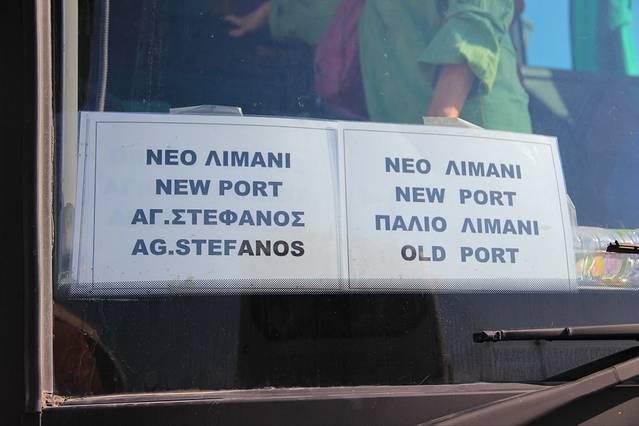 ΝΕΟ ΛΙΜΑΝΙ
NEW PORT
ΑΓ.ΣΤΕΦΑΝΟΣ
AG.STEFANOS
ΝΕΟ ΛΙΜΑΝΙ
NEW PORT
ΠΑΛΙΟ ΛΙΜΑΝΙ
OLD PORT